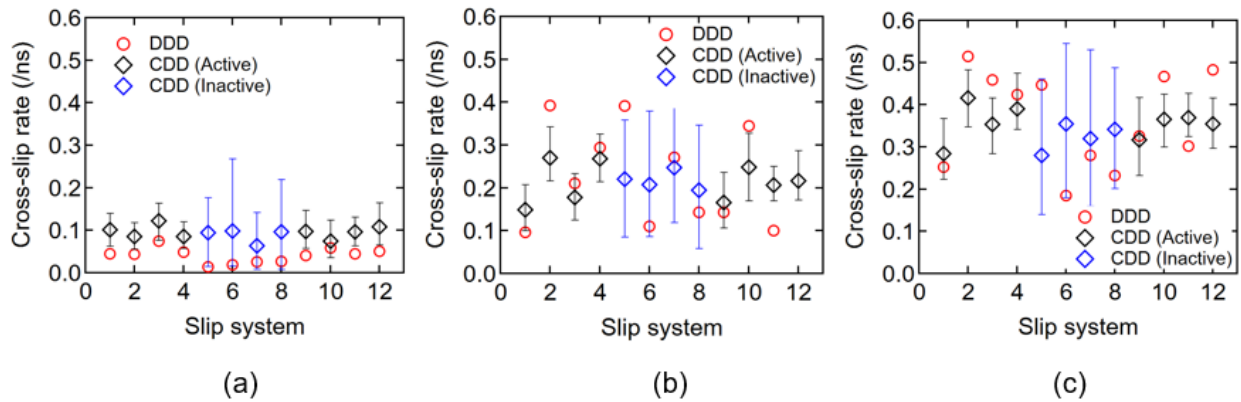 0.6
0.5
0.4
0.3
0.2
0.1
0.0
Cross-slip rate (/ns)
DDD
CDD (Active)
CDD (Inactive)
0 2 4 6 8 10 12
Slip system
(a)
0.6
0.5
0.4
0.3
0.2
0.1
0.0
Cross-slip rate (/ns)
DDD
CDD (Active)
CDD (Inactive)
0 2 4 6 8 10 12
Slip system
(b)
0.6
0.5
0.4
0.3
0.2
0.1
0.0
Cross-slip rate (/ns)
DDD
CDD (Active)
CDD (Inactive)
0 2 4 6 8 10 12
Slip system
(c)